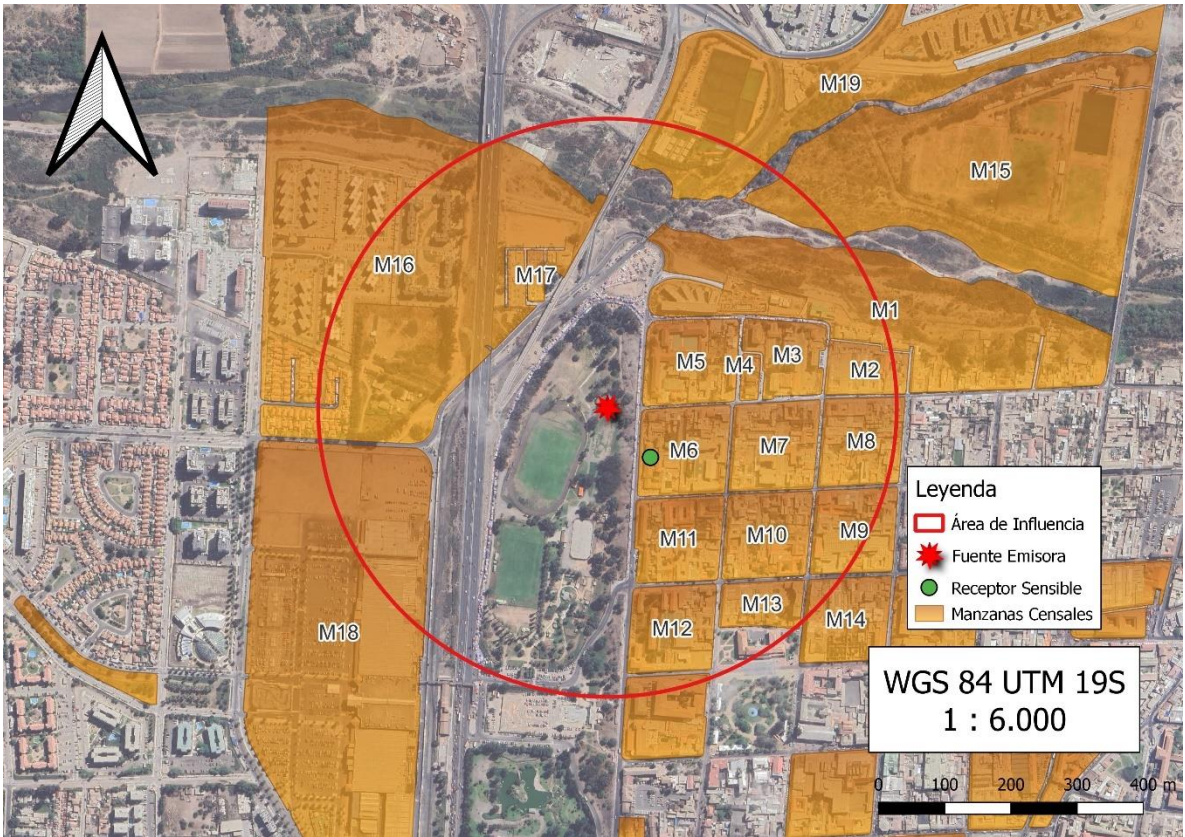 M19
M15
M16
M17
M1
M5
M4
M3
M2
M6
M7
M8
M11
M10
M9
M12
M13
M14
M18
Leyenda
Área de Influencia
Fuente Emisora
Receptor Sensible
Manzanas Censales
WGS 84 UTM 19S
1 : 6.000
0 100 200 300 400 m